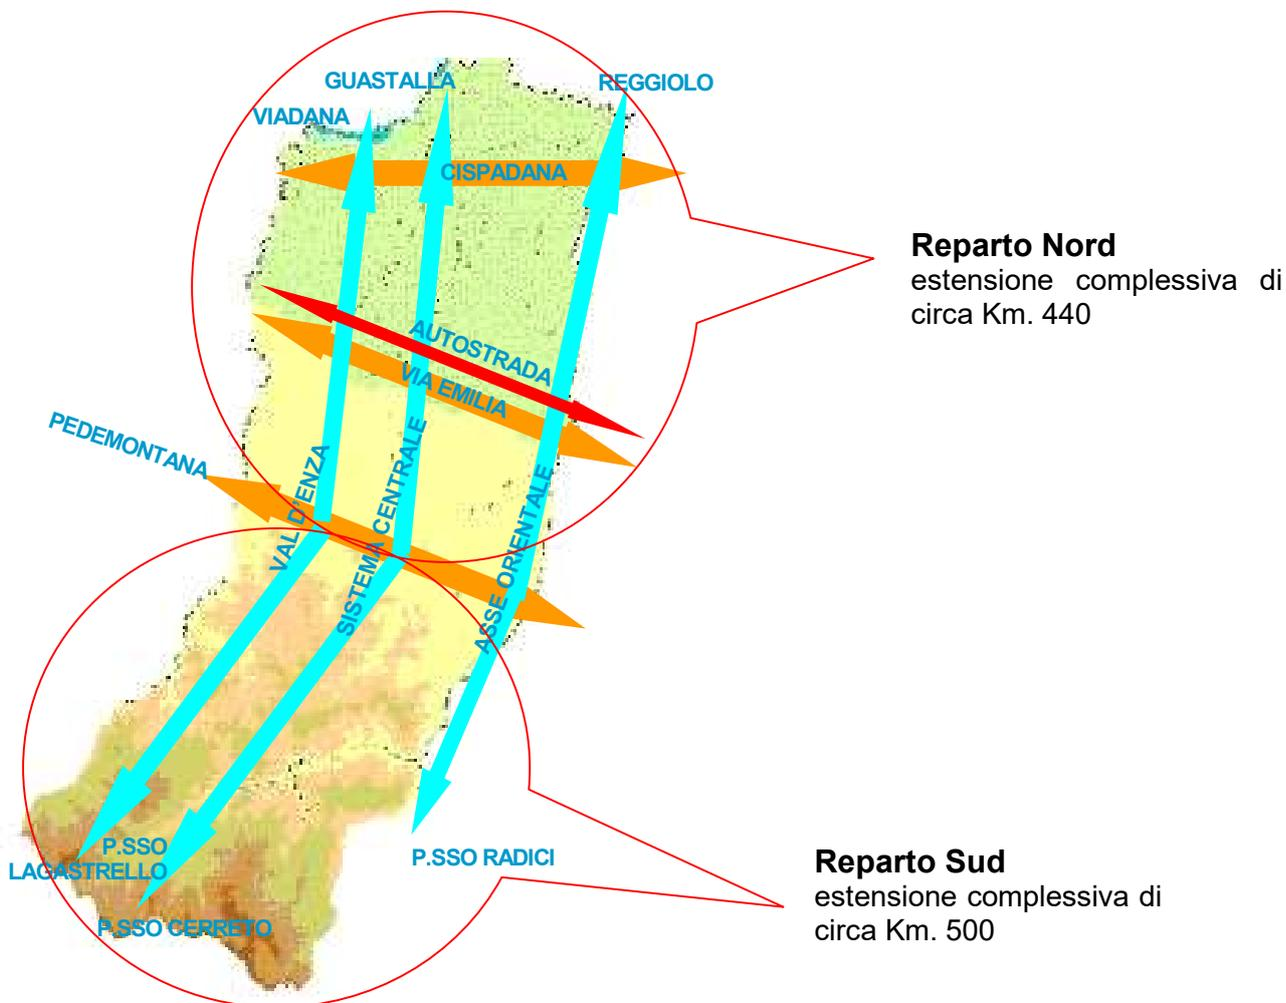 GUASTALLA
REGGIOLO
VIADANA
CISPADANA
Reparto Nord
estensione complessiva di
circa Km. 440
AUTOSTRADA
VIA EMILIA
PEDEMONTANA
VAL D'ENZA
SISTEMA CENTRALE
ASSE ORIENTALE
P.SSO
LAGASTRELLO
P.SSO RADICI
P.SSO CERRETO
Reparto Sud
estensione complessiva di
circa Km. 500